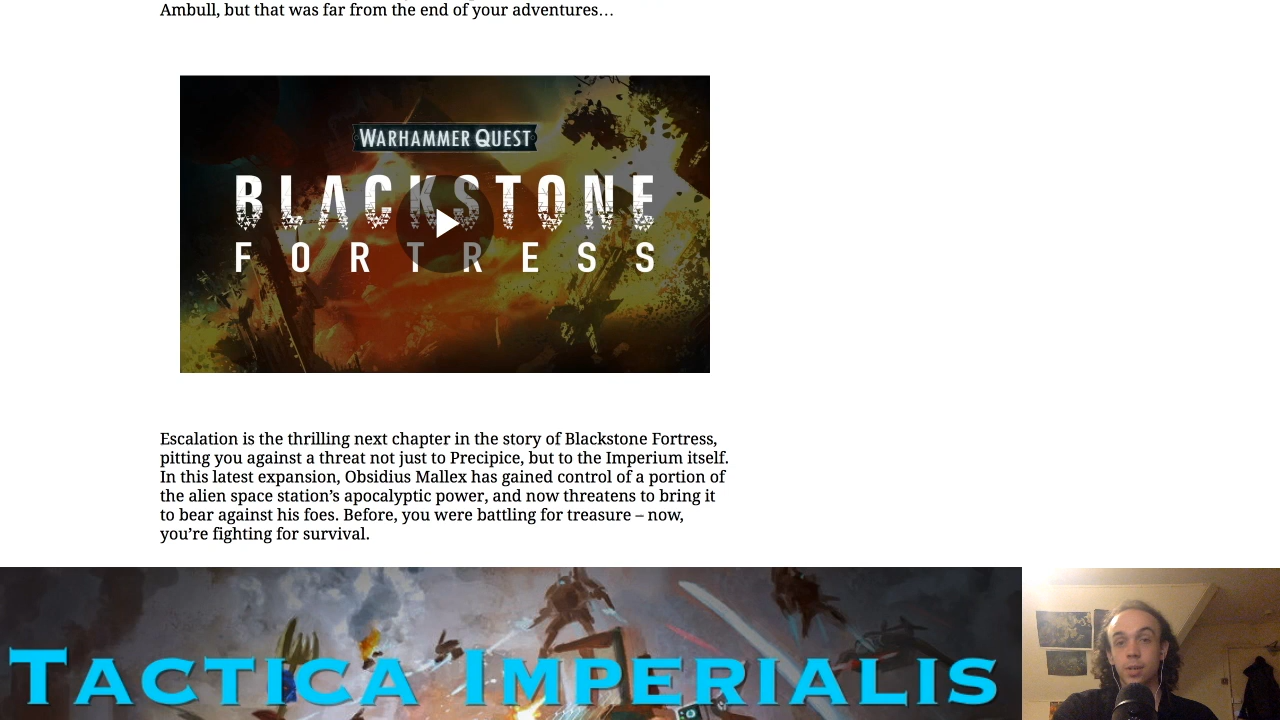 Ambull, but that was far from the end of your adventures…
WARHAMMER QUEST
BLACKSTONE
FORTRESS
Escalation is the thrilling next chapter in the story of Blackstone Fortress,
pitting you against a threat not just to Precipice, but to the Imperium itself.
In this latest expansion, Obsidius Mallex has gained control of a portion of
the alien space station’s apocalyptic power, and now threatens to bring it
to bear against his foes. Before, you were battling for treasure – now,
you’re fighting for survival.
TACTICA IMPERIALIS